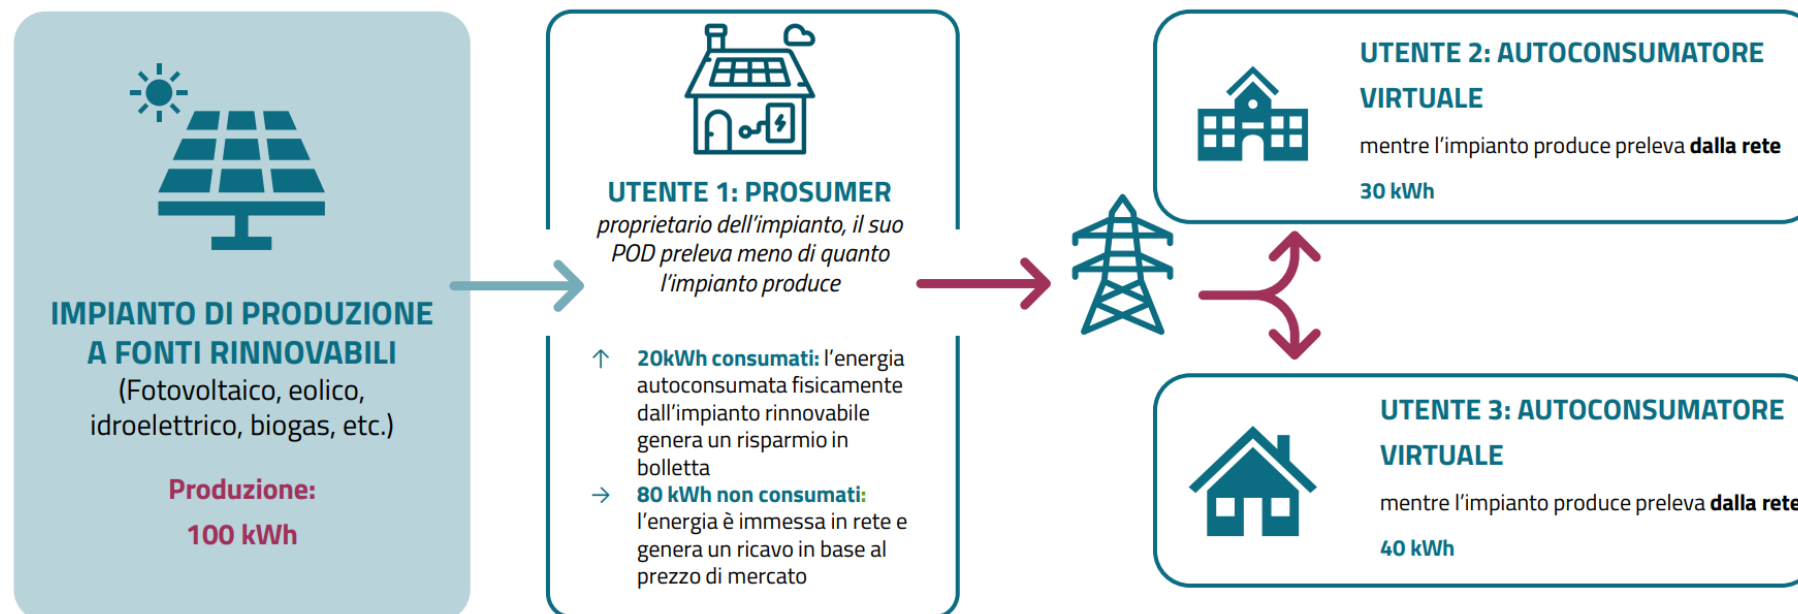 IMPIANTO DI PRODUZIONE
A FONTI RINNOVABILI
(Fotovoltaico, eolico,
idroelettrico, biogas, etc.)
Produzione:
100 kWh
UTENTE 1: PROSUMER
proprietario dell’impianto, il suo
POD preleva meno di quanto
l’impianto produce
↑ 20kWh consumati: l’energia
autoconsumata fisicamente
dall’impianto rinnovabile
genera un risparmio in
bolletta
→ 80 kWh non consumati:
l’energia è immessa in rete e
genera un ricavo in base al
prezzo di mercato
UTENTE 2: AUTOCONSUMATORE
VIRTUALE
mentre l’impianto produce preleva dalla rete
30 kWh
UTENTE 3: AUTOCONSUMATORE
VIRTUALE
mentre l’impianto produce preleva dalla rete
40 kWh